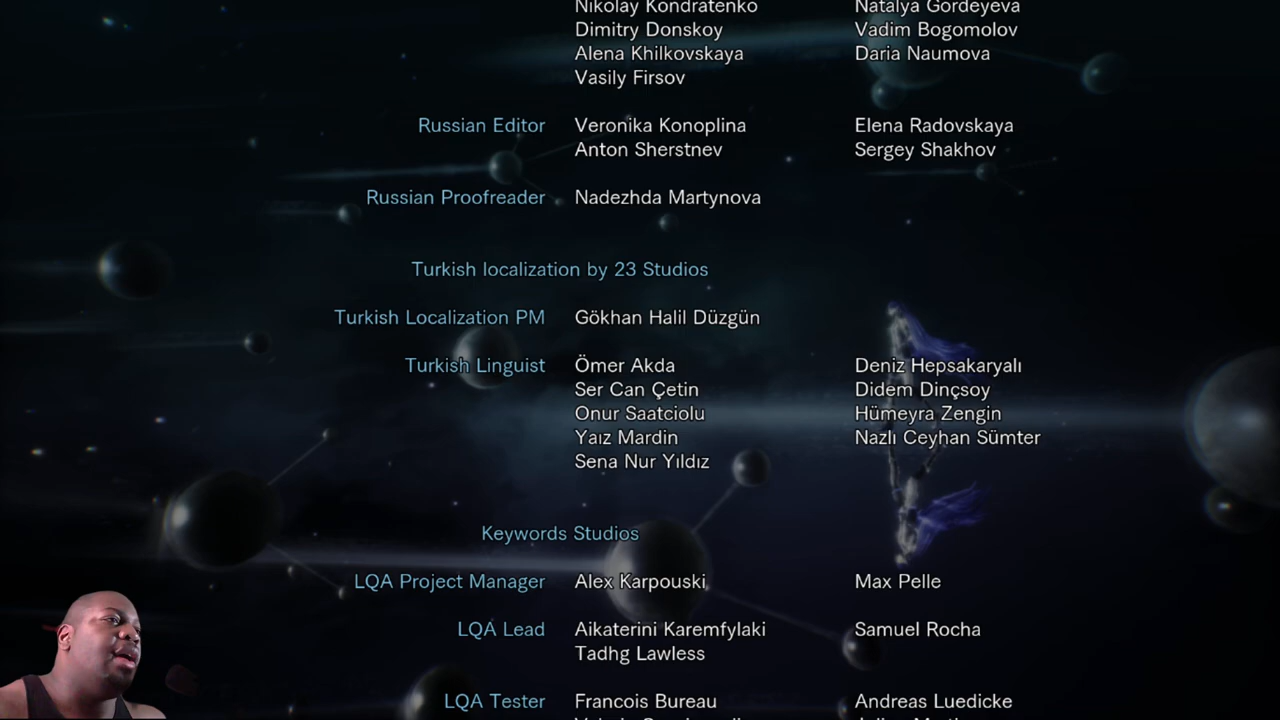 Nikolay Kondratenko Natalya Gordeyeva
Dimitry Donskoy Vadim Bogomolov
Alena Khilkovskaya Daria Naumova
Vasily Firsov
Russian Editor Veronika Konoplina Elena Radovskaya
Anton Sherstnev Sergey Shakhov
Russian Proofreader Nadezhda Martynova
Turkish localization by 23 Studios
Turkish Localization PM Gökhan Halil Düzgün
Turkish Linguist Ömer Akda Deniz Hepsakaryalı
Ser Can Çetin Didem Dinçsoy
Onur Saatciolu Hümeyra Zengin
Yaız Mardin Nazlı Ceyhan Sümter
Sena Nur Yıldız
Keywords Studios
LQA Project Manager Alex Karpouski Max Pelle
LQA Lead Aikaterini Karemfylaki Samuel Rocha
Tadhg Lawless
LQA Tester Francois Bureau Andreas Luedicke